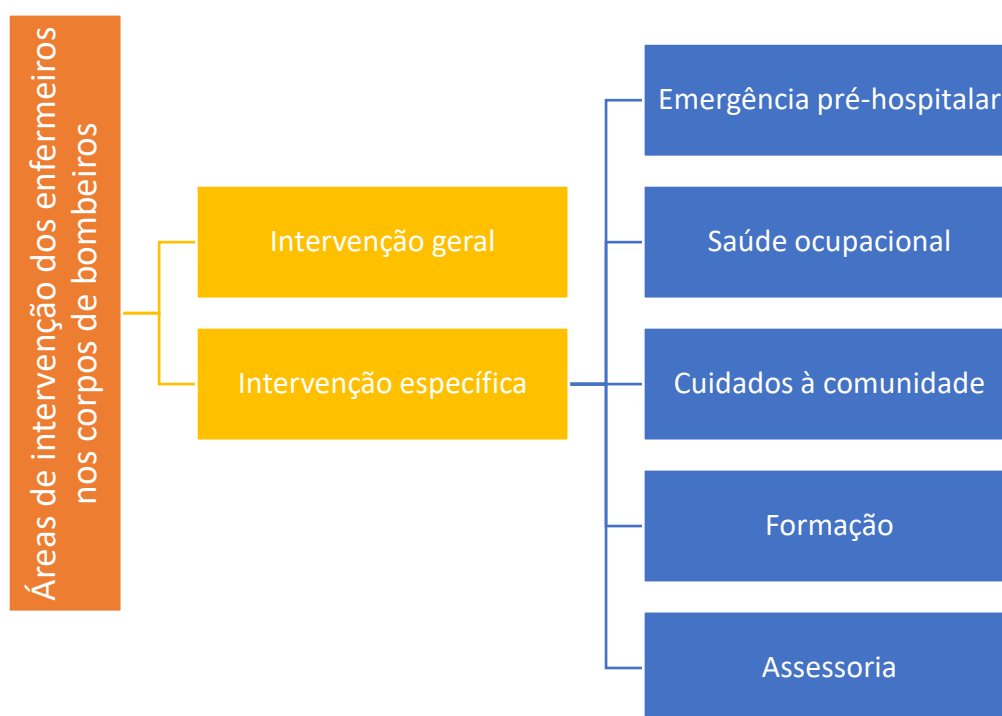 Áreas de intervenção dos enfermeiros
nos corpos de bombeiros
Intervenção geral
Intervenção específica
Emergência pré-hospitalar
Saúde ocupacional
Cuidados à comunidade
Formação
Assessoria